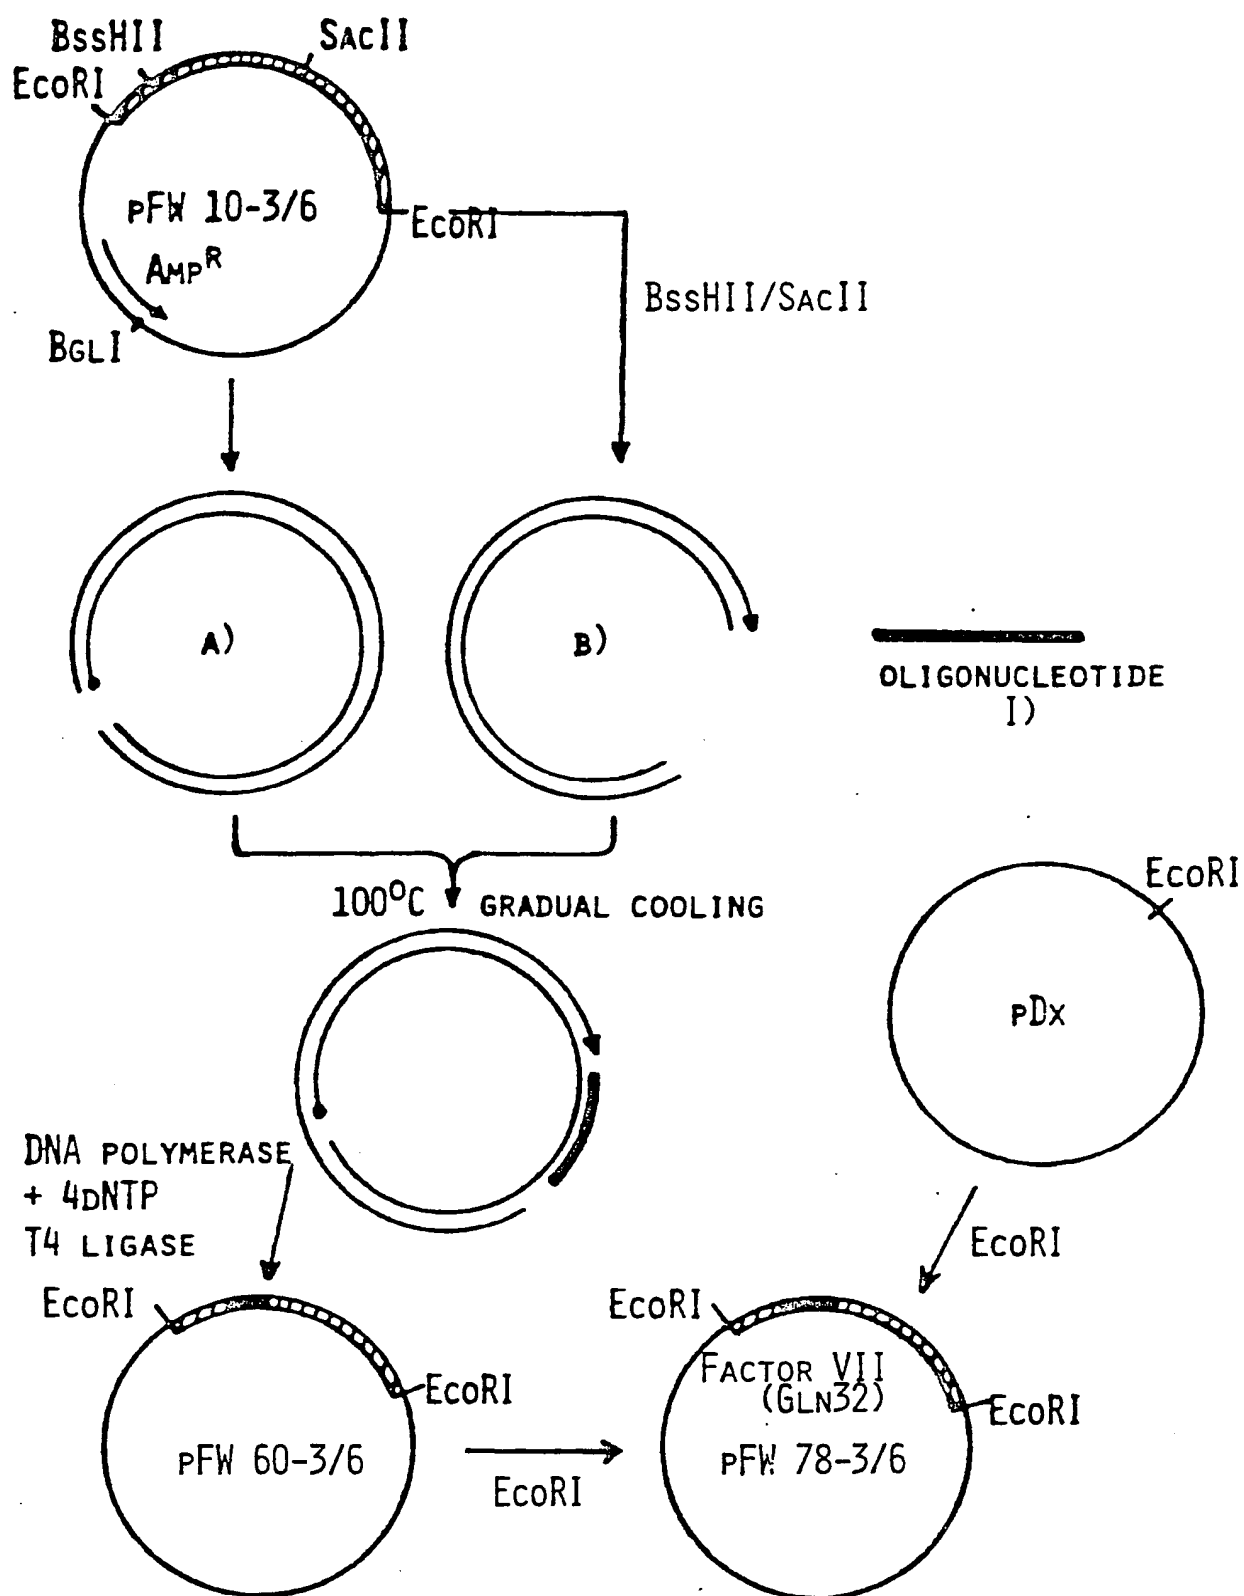 BssHII
SacII
EcoRI
pFW 10-3/6
EcoRI
AmpR
BglI
BssHII/SacII
A)
B)
OLIGONUCLEOTIDE
I)
100°C GRADUAL COOLING
EcoRI
pDx
DNA POLYMERASE
+ 4dNTP
T4 LIGASE
EcoRI
EcoRI
EcoRI
FACTOR VII
(GLN32)
EcoRI
EcoRI
pFW 60-3/6
EcoRI
pFW 78-3/6